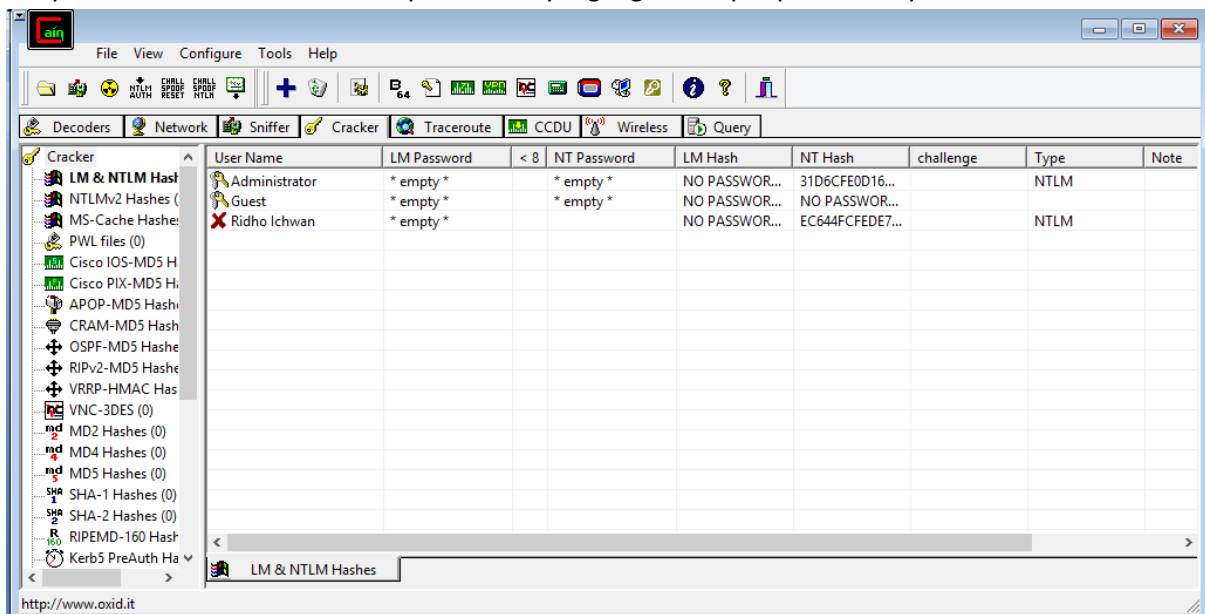 Cain
File View Configure Tools Help
NTLM AUTH CHALL SPOOF RESET CHALL SPOOF NTLM B64
Decoders Network Sniffer Cracker Traceroute CCDU Wireless Query
Cracker
LM & NTLM Hash
NTLMv2 Hashes (
MS-Cache Hashes
PWL files (0)
Cisco IOS-MD5 H
Cisco PIX-MD5 Ha
APOP-MD5 Hash
CRAM-MD5 Hash
OSPF-MD5 Hashe
RIPv2-MD5 Hashe
VRRP-HMAC Has
VNC-3DES (0)
MD2 Hashes (0)
MD4 Hashes (0)
MD5 Hashes (0)
SHA-1 Hashes (0)
SHA-2 Hashes (0)
RIPEMD-160 Hash
Kerb5 PreAuth Ha
User Name LM Password < 8 NT Password LM Hash NT Hash challenge Type Note
Administrator * empty * * empty * NO PASSWOR... 31D6CFE0D16... NTLM
Guest * empty * * empty * NO PASSWOR... NO PASSWOR...
Ridho Ichwan * empty * NO PASSWOR... EC644FCFEDE7... NTLM
LM & NTLM Hashes
http://www.oxid.it